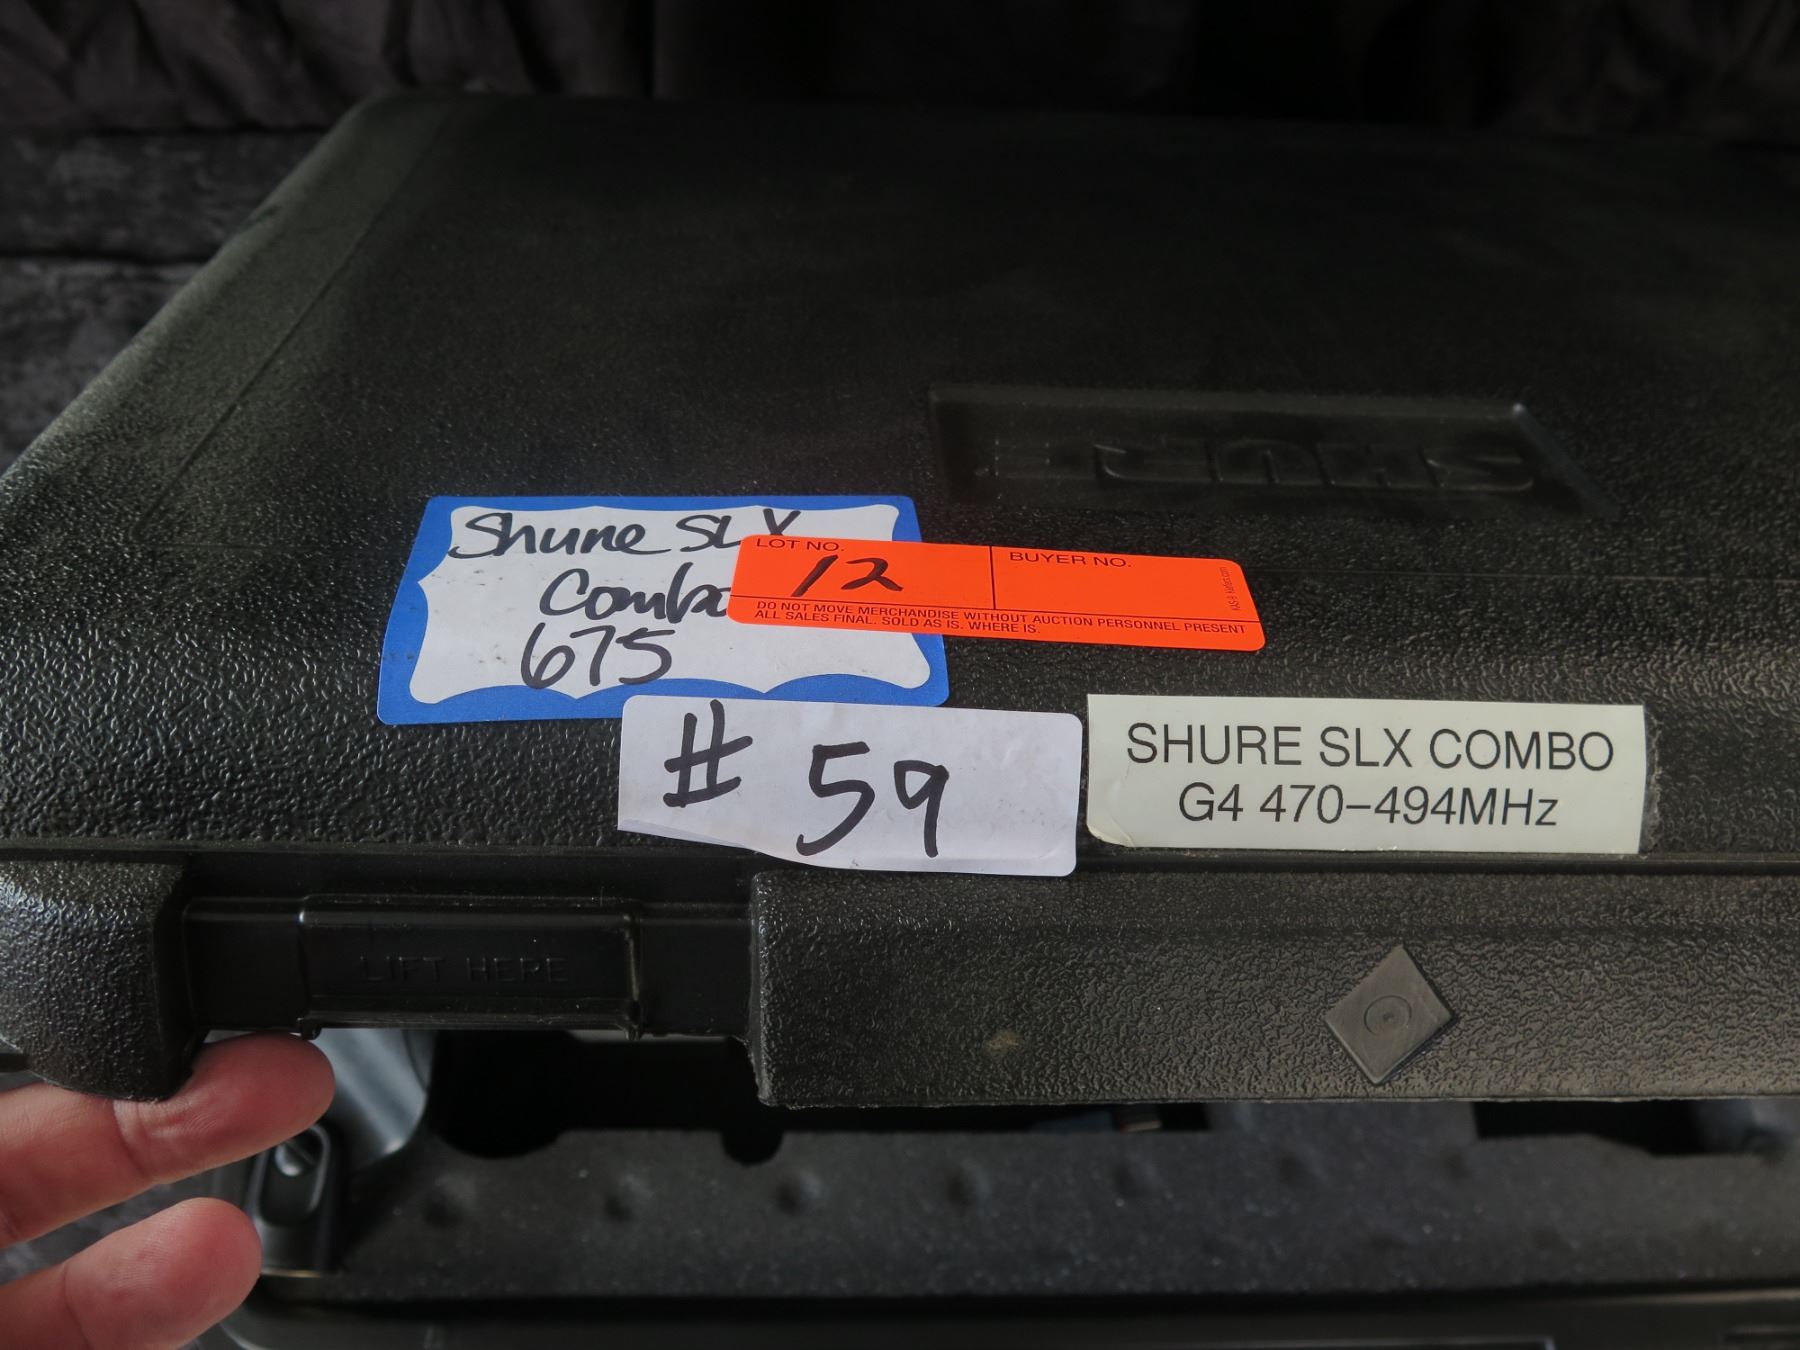 SHURE
Shure SLX
Combo
675
LOT NO.
12
BUYER NO.
DO NOT MOVE MERCHANDISE WITHOUT AUCTION PERSONNEL PRESENT
ALL SALES FINAL. SOLD AS IS. WHERE IS.
# 59
SHURE SLX COMBO
G4 470–494MHz
LIFT HERE